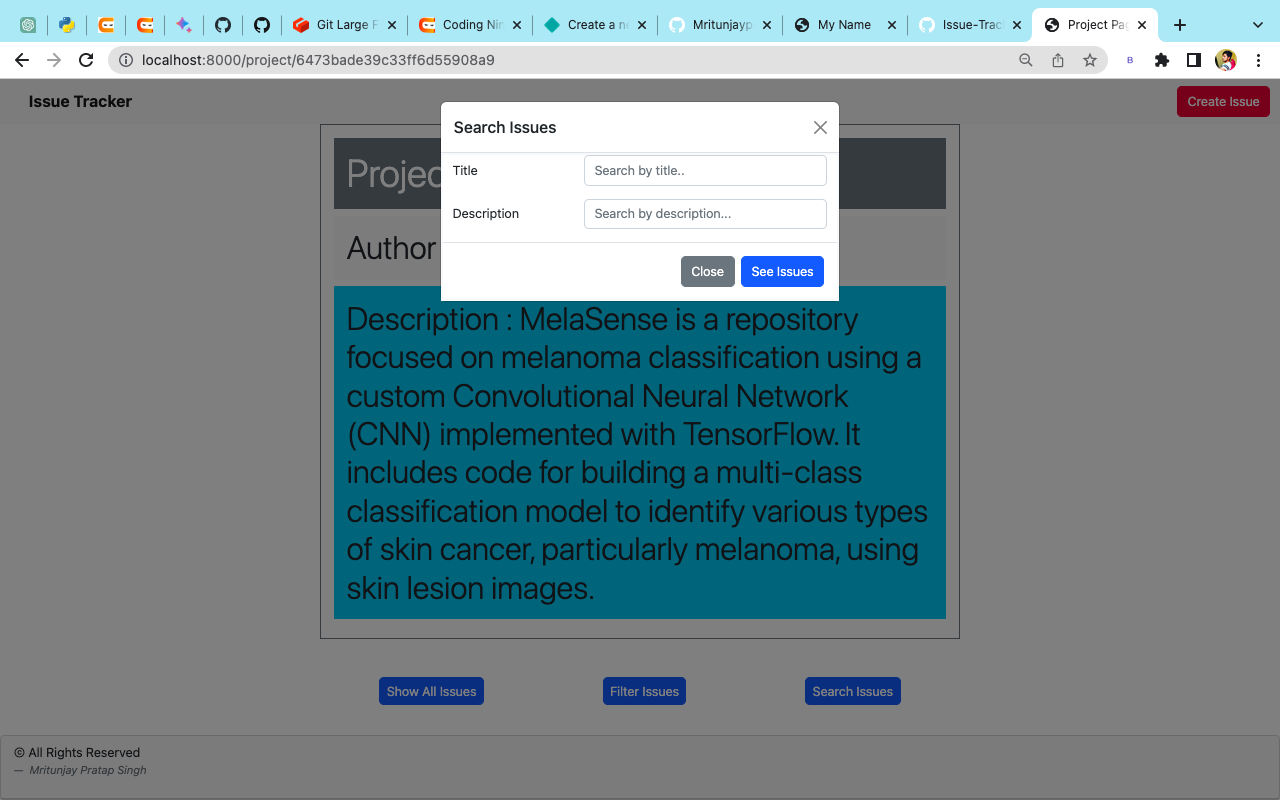 Git Large F
Coding Nin
Create a ne
Mritunjayp
My Name
Issue-Trac
Project Pag
localhost:8000/project/6473bade39c33ff6d55908a9
B
Issue Tracker
Create Issue
Search Issues
Title
Search by title..
Description
Search by description...
Close
See Issues
Projec
Author
Description : MelaSense is a repository
focused on melanoma classification using a
custom Convolutional Neural Network
(CNN) implemented with TensorFlow. It
includes code for building a multi-class
classification model to identify various types
of skin cancer, particularly melanoma, using
skin lesion images.
Show All Issues
Filter Issues
Search Issues
© All Rights Reserved
— Mritunjay Pratap Singh